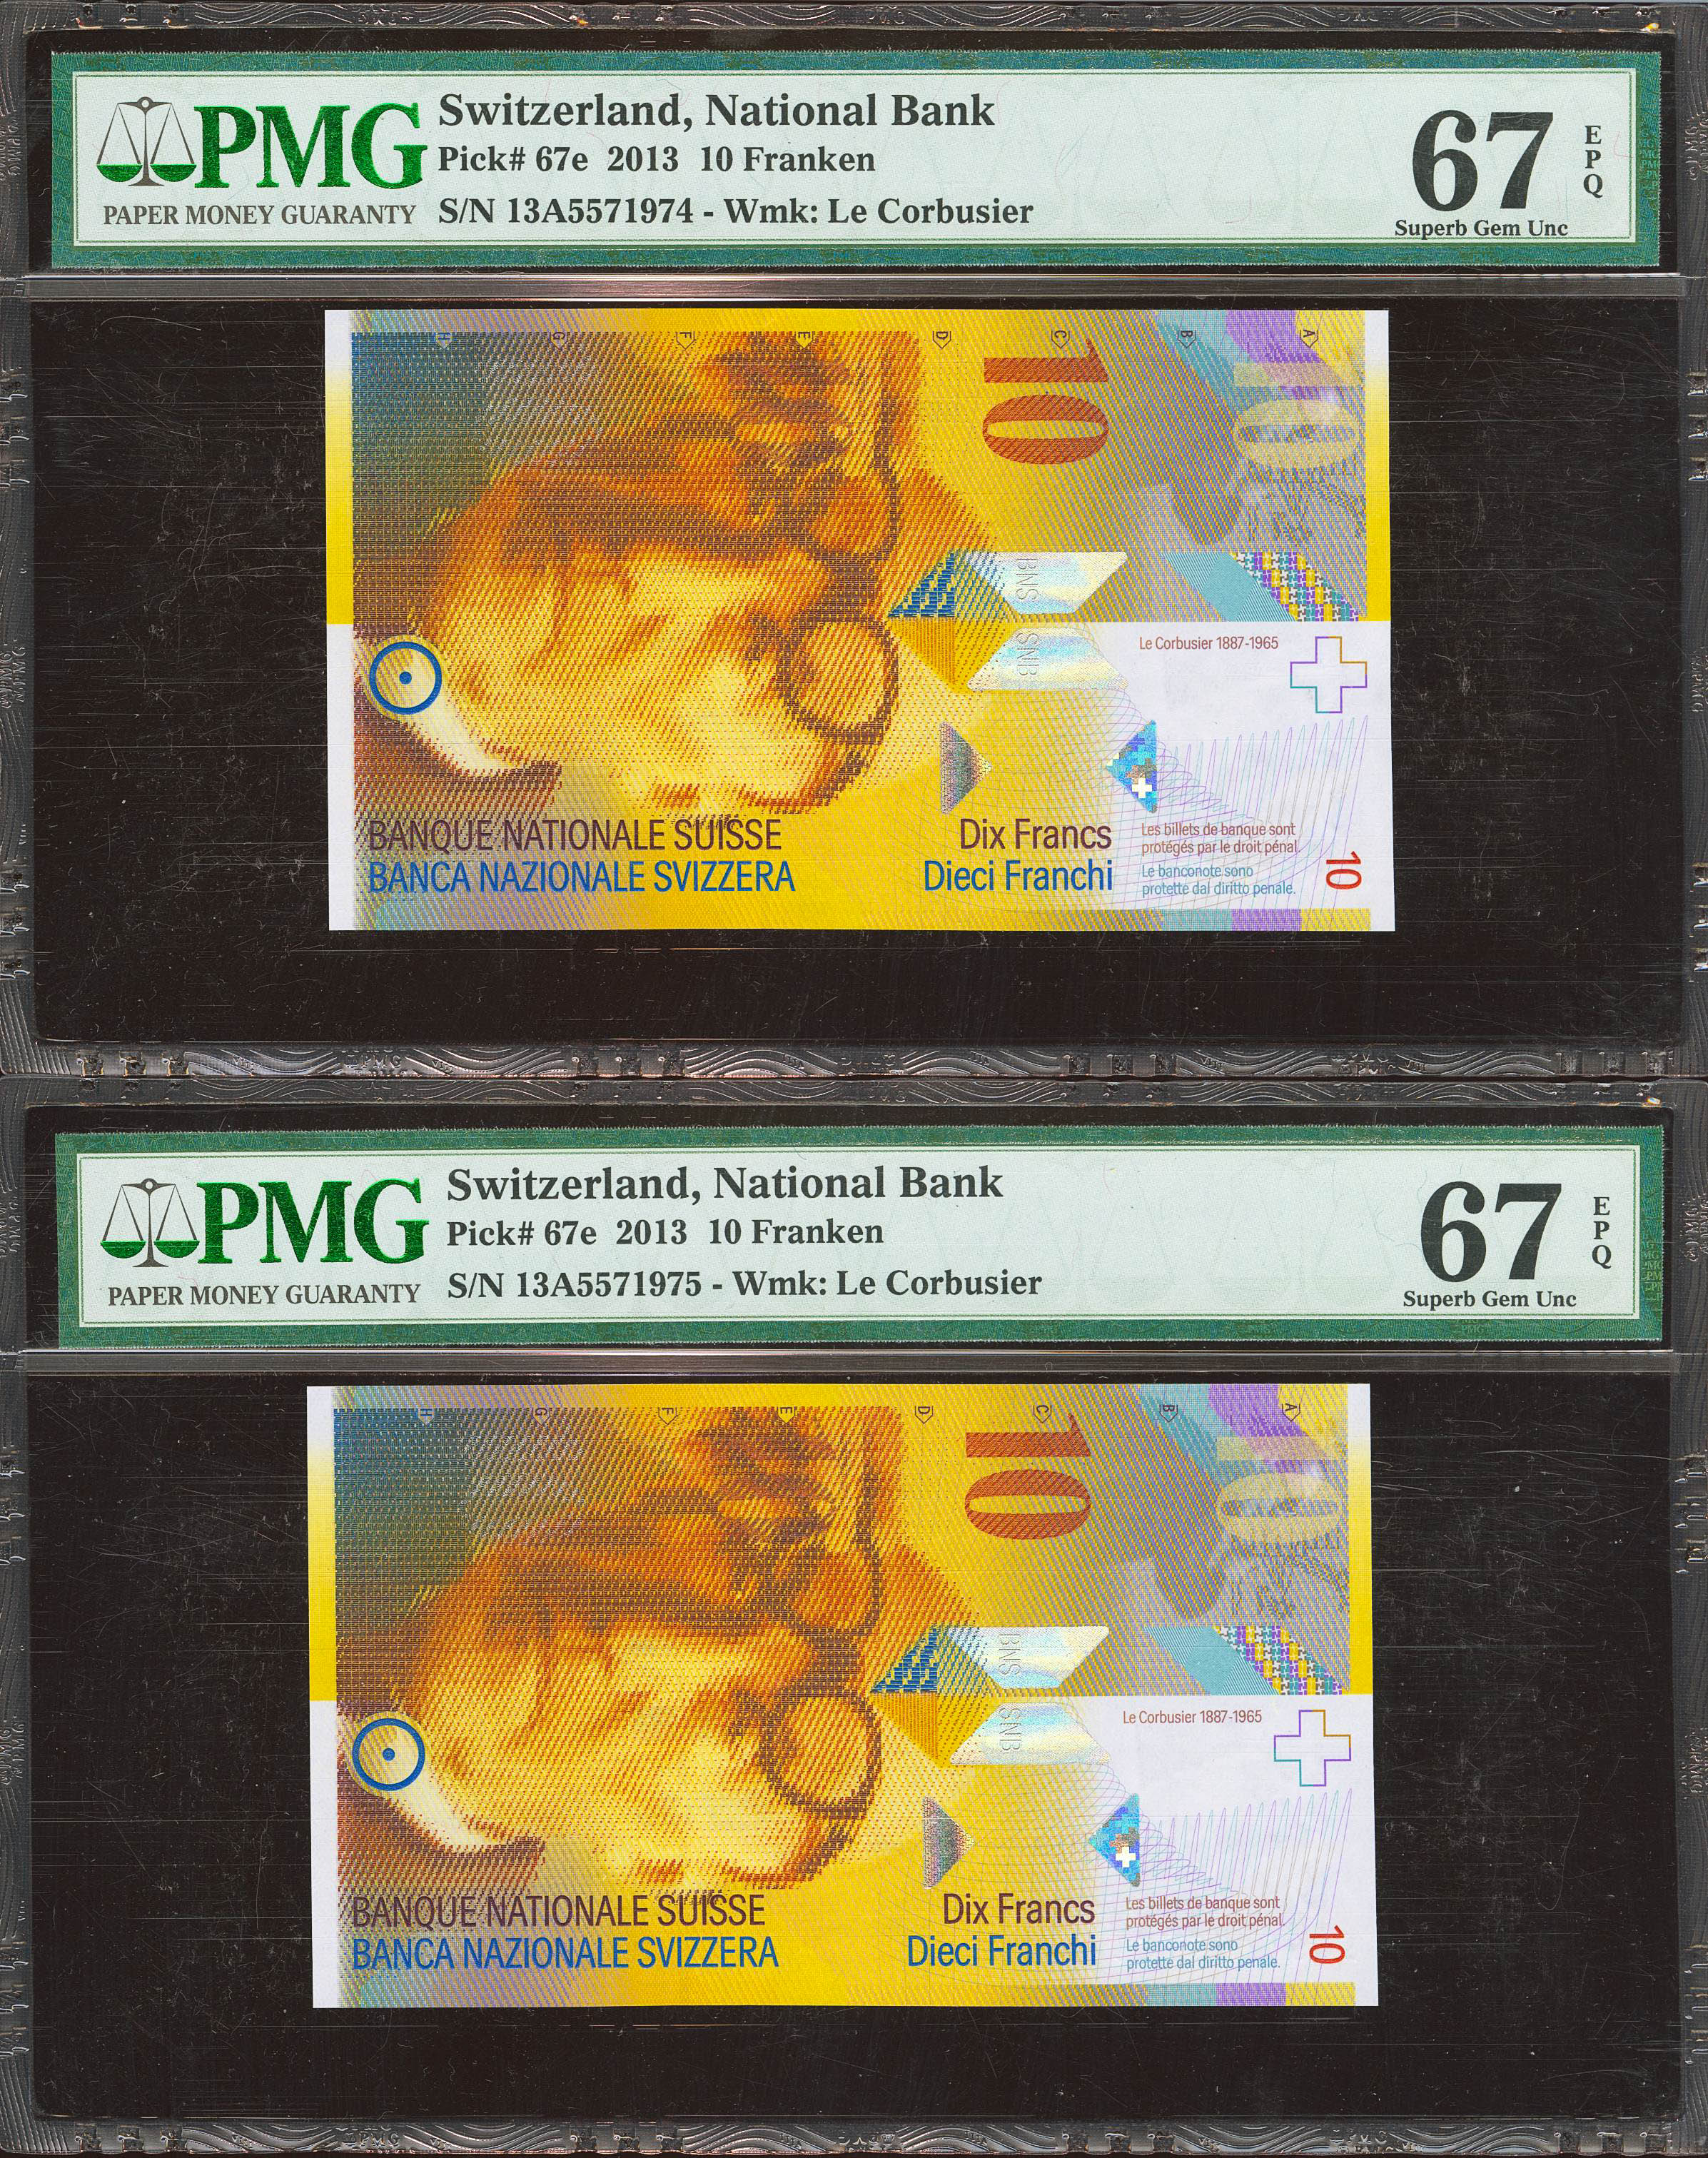 PMG
PAPER MONEY GUARANTY
Switzerland, National Bank
Pick# 67e 2013 10 Franken
S/N 13A5571974 - Wmk: Le Corbusier
67
EPQ
Superb Gem Unc
H G F E D C B A
10
10
BNS
SNB
Le Corbusier 1887-1965
BANQUE NATIONALE SUISSE
BANCA NAZIONALE SVIZZERA
Dix Francs
Dieci Franchi
Les billets de banque sont
protégés par le droit pénal.
Le banconote sono
protette dal diritto penale.
10
PMG
PMG
PAPER MONEY GUARANTY
Switzerland, National Bank
Pick# 67e 2013 10 Franken
S/N 13A5571975 - Wmk: Le Corbusier
67
EPQ
Superb Gem Unc
H G F E D C B A
10
10
BNS
SNB
Le Corbusier 1887-1965
BANQUE NATIONALE SUISSE
BANCA NAZIONALE SVIZZERA
Dix Francs
Dieci Franchi
Les billets de banque sont
protégés par le droit pénal.
Le banconote sono
protette dal diritto penale.
10
PMG